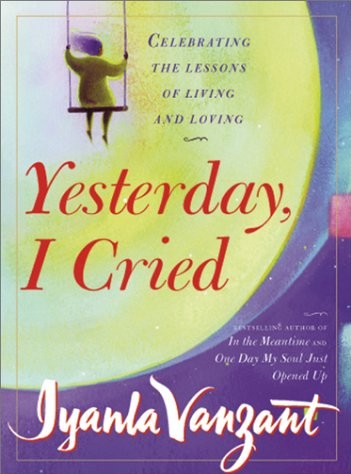 Celebrating
the Lessons
of Living
and Loving
Yesterday,
I Cried
Bestselling author of
In the Meantime and
One Day My Soul Just
Opened Up
Iyanla Vanzant